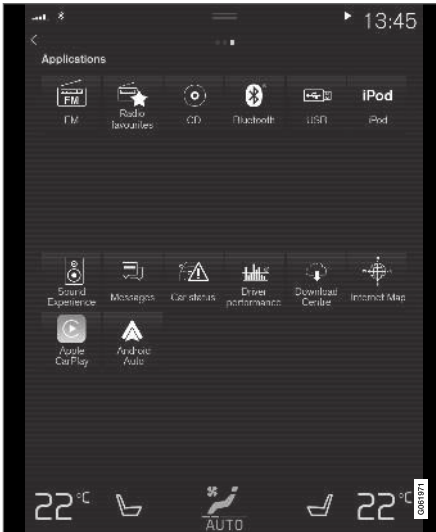 13:45
Applications
FM
iPod
FM
Radio
favourites
CD
Bluetooth
USB
iPod
Sound
Experience
Messages
Car status
Driver
performance
Download
Centre
Internet Map
Apple
CarPlay
Android
Auto
22°C
22°C
AUTO
G061971